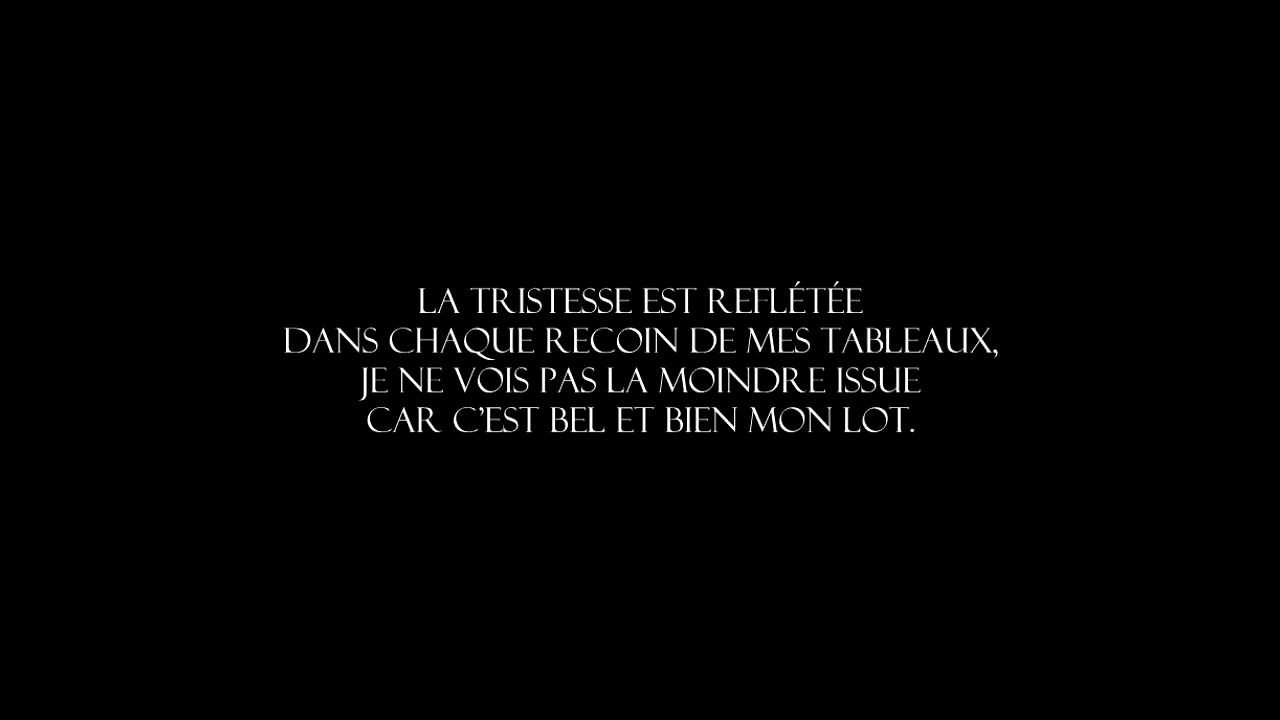 LA TRISTESSE EST REFLÉTÉE
DANS CHAQUE RECOIN DE MES TABLEAUX,
JE NE VOIS PAS LA MOINDRE ISSUE
CAR C'EST BEL ET BIEN MON LOT.